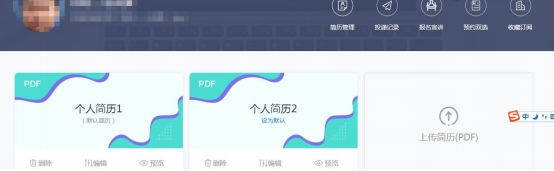 简历管理 投递记录 报名宣讲 预约双选 收藏订阅
PDF PDF
个人简历1 个人简历2
(默认简历) 设为默认
上传简历(PDF)
删除 编辑 预览 删除 编辑 预览
中